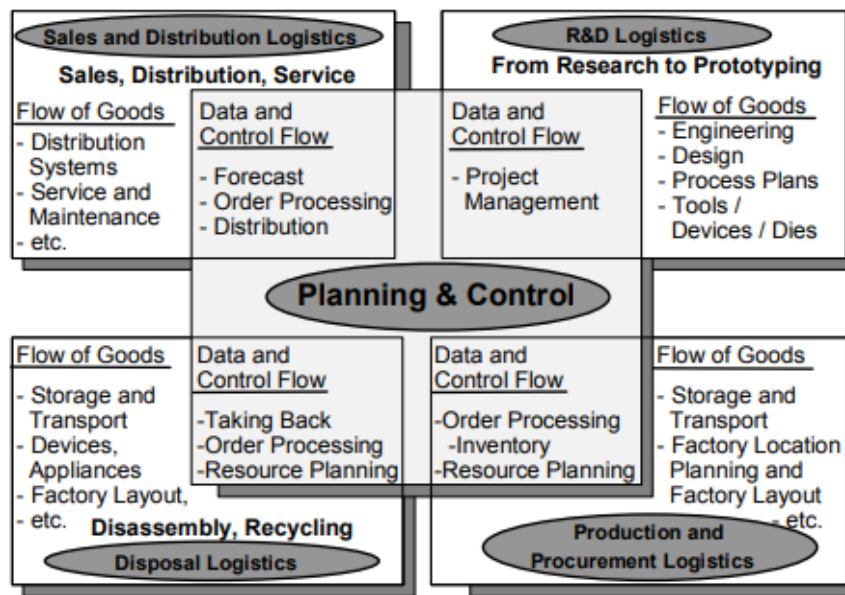 Sales and Distribution Logistics
Sales, Distribution, Service
Flow of Goods
- Distribution
Systems
- Service and
Maintenance
- etc.
Data and
Control Flow
- Forecast
- Order Processing
- Distribution
R&D Logistics
From Research to Prototyping
Data and
Control Flow
- Project
Management
Flow of Goods
- Engineering
- Design
- Process Plans
- Tools /
Devices / Dies
Planning & Control
Flow of Goods
- Storage and
Transport
- Devices,
Appliances
- Factory Layout,
- etc.
Data and
Control Flow
-Taking Back
-Order Processing
-Resource Planning
Disassembly, Recycling
Disposal Logistics
Data and
Control Flow
-Order Processing
-Inventory
-Resource Planning
Flow of Goods
- Storage and
Transport
- Factory Location
Planning and
Factory Layout
- etc.
Production and
Procurement Logistics